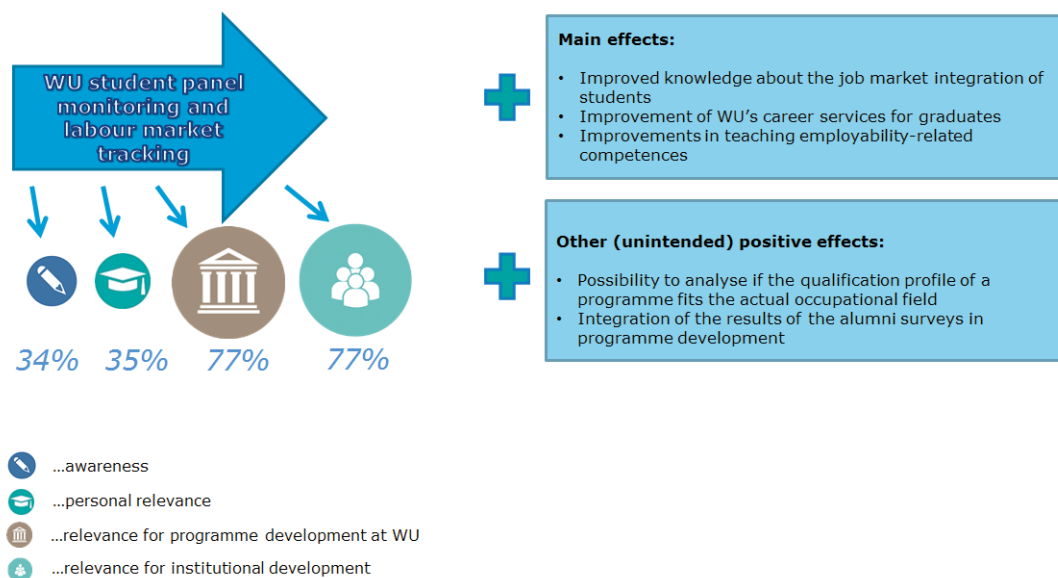 WU student panel
monitoring and
labour market
tracking
34%
35%
77%
77%
Main effects:
• Improved knowledge about the job market integration of
students
• Improvement of WU's career services for graduates
• Improvements in teaching employability-related
competences
Other (unintended) positive effects:
• Possibility to analyse if the qualification profile of a
programme fits the actual occupational field
• Integration of the results of the alumni surveys in
programme development
...awareness
...personal relevance
...relevance for programme development at WU
...relevance for institutional development